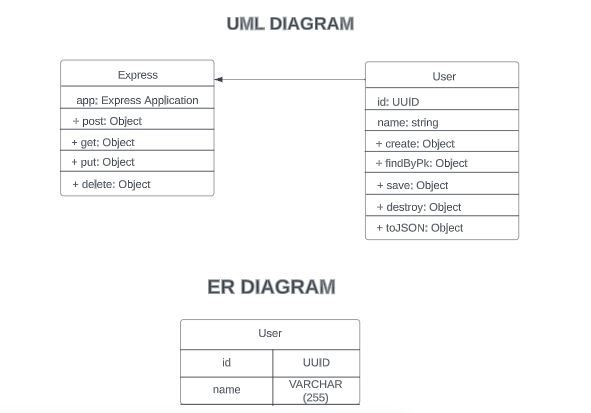 UML DIAGRAM
Express
app: Express Application
+ post: Object
+ get: Object
+ put: Object
+ delete: Object
User
id: UUID
name: string
+ create: Object
+ findByPk: Object
+ save: Object
+ destroy: Object
+ toJSON: Object
ER DIAGRAM
User
id UUID
name VARCHAR
(255)